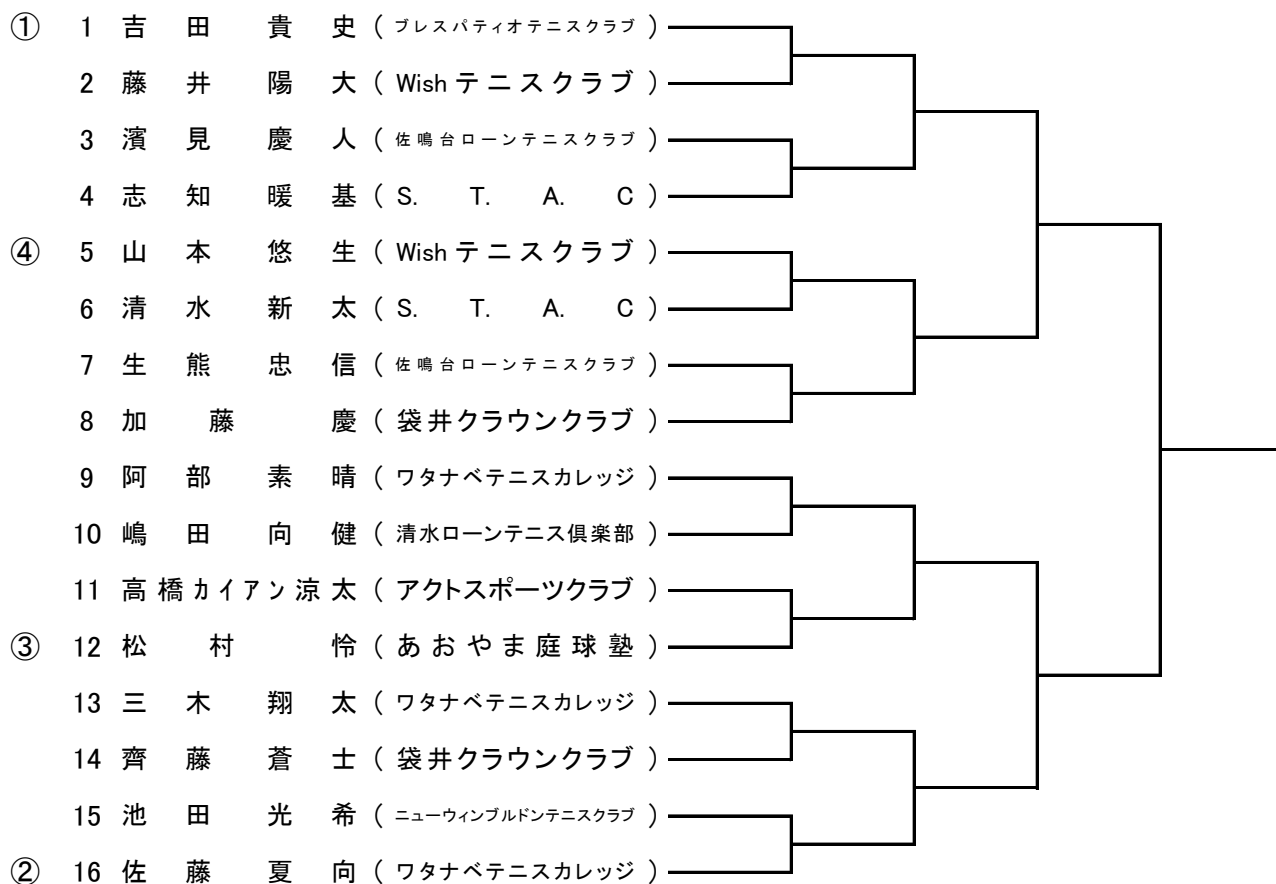 ① 1 吉田貴史 ( ブレスパティオテニスクラブ )
2 藤井陽大 ( Wishテニスクラブ )
3 濱見慶人 ( 佐鳴台ローンテニスクラブ )
4 志知暖基 ( S. T. A. C )
④ 5 山本悠生 ( Wishテニスクラブ )
6 清水新太 ( S. T. A. C )
7 生熊忠信 ( 佐鳴台ローンテニスクラブ )
8 加藤慶 ( 袋井クラウンクラブ )
9 阿部素晴 ( ワタナベテニスカレッジ )
10 嶋田向健 ( 清水ローンテニス倶楽部 )
11 高橋カイアン涼太 ( アクトスポーツクラブ )
③ 12 松村怜 ( あおやま庭球塾 )
13 三木翔太 ( ワタナベテニスカレッジ )
14 齊藤蒼士 ( 袋井クラウンクラブ )
15 池田光希 ( ニューウィンブルドンテニスクラブ )
② 16 佐藤夏向 ( ワタナベテニスカレッジ )